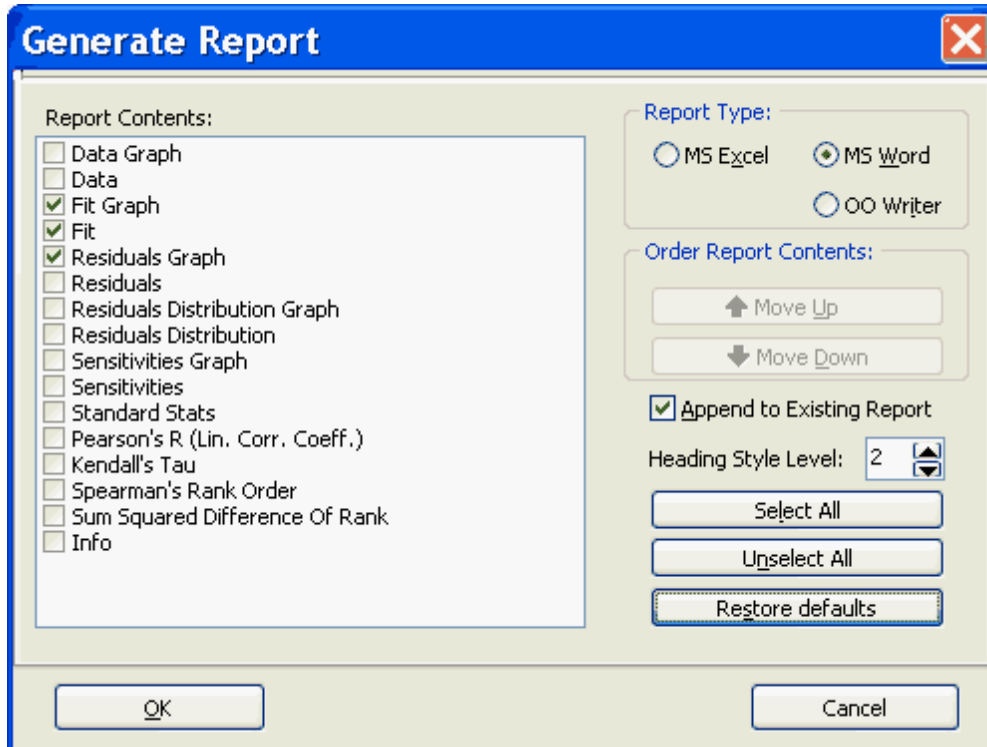 Generate Report
Report Contents:
Data Graph
Data
Fit Graph
Fit
Residuals Graph
Residuals
Residuals Distribution Graph
Residuals Distribution
Sensitivities Graph
Sensitivities
Standard Stats
Pearson's R (Lin. Corr. Coeff.)
Kendall's Tau
Spearman's Rank Order
Sum Squared Difference Of Rank
Info
Report Type:
MS Excel MS Word
OO Writer
Order Report Contents:
Move Up
Move Down
Append to Existing Report
Heading Style Level: 2
Select All
Unselect All
Restore defaults
OK Cancel